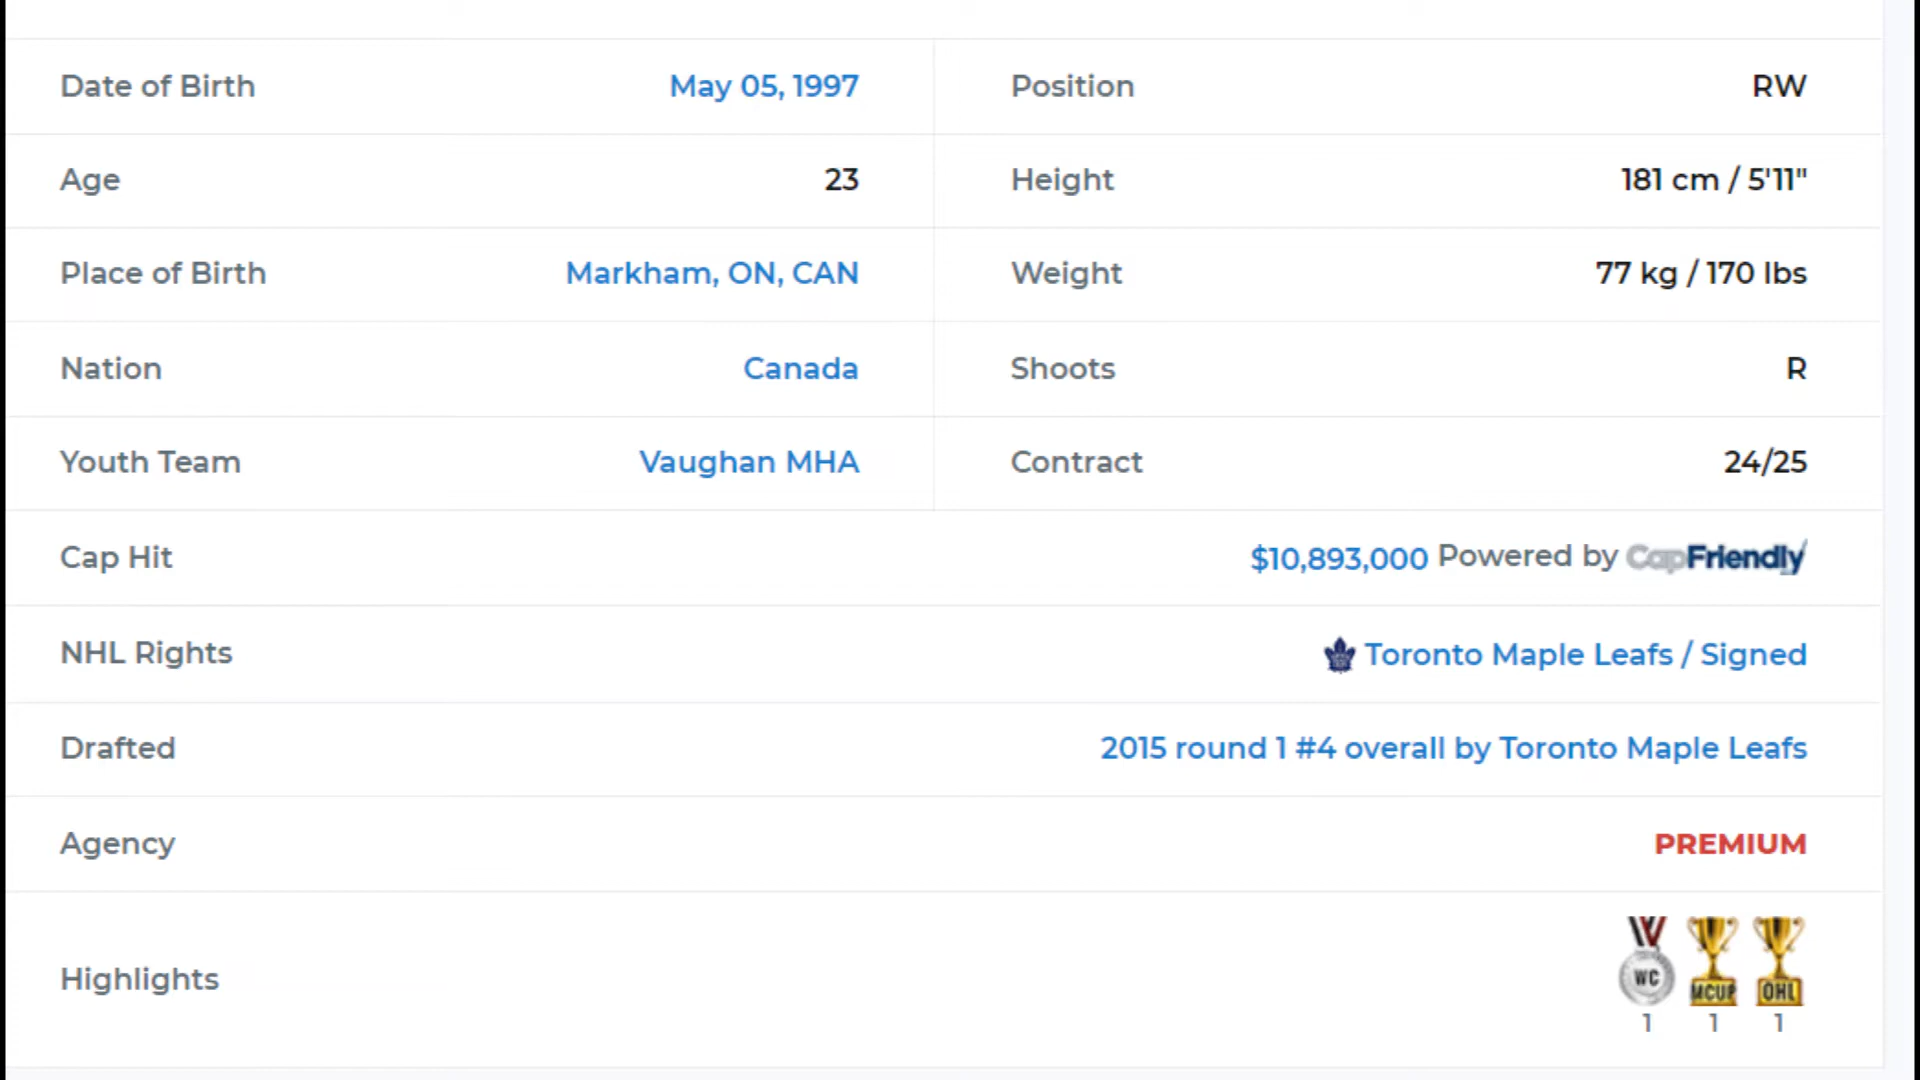 Date of Birth May 05, 1997 Position RW
Age 23 Height 181 cm / 5'11"
Place of Birth Markham, ON, CAN Weight 77 kg / 170 lbs
Nation Canada Shoots R
Youth Team Vaughan MHA Contract 24/25
Cap Hit $10,893,000 Powered by CapFriendly
NHL Rights Toronto Maple Leafs / Signed
Drafted 2015 round 1 #4 overall by Toronto Maple Leafs
Agency PREMIUM
Highlights WC MCUP OHL
1 1 1